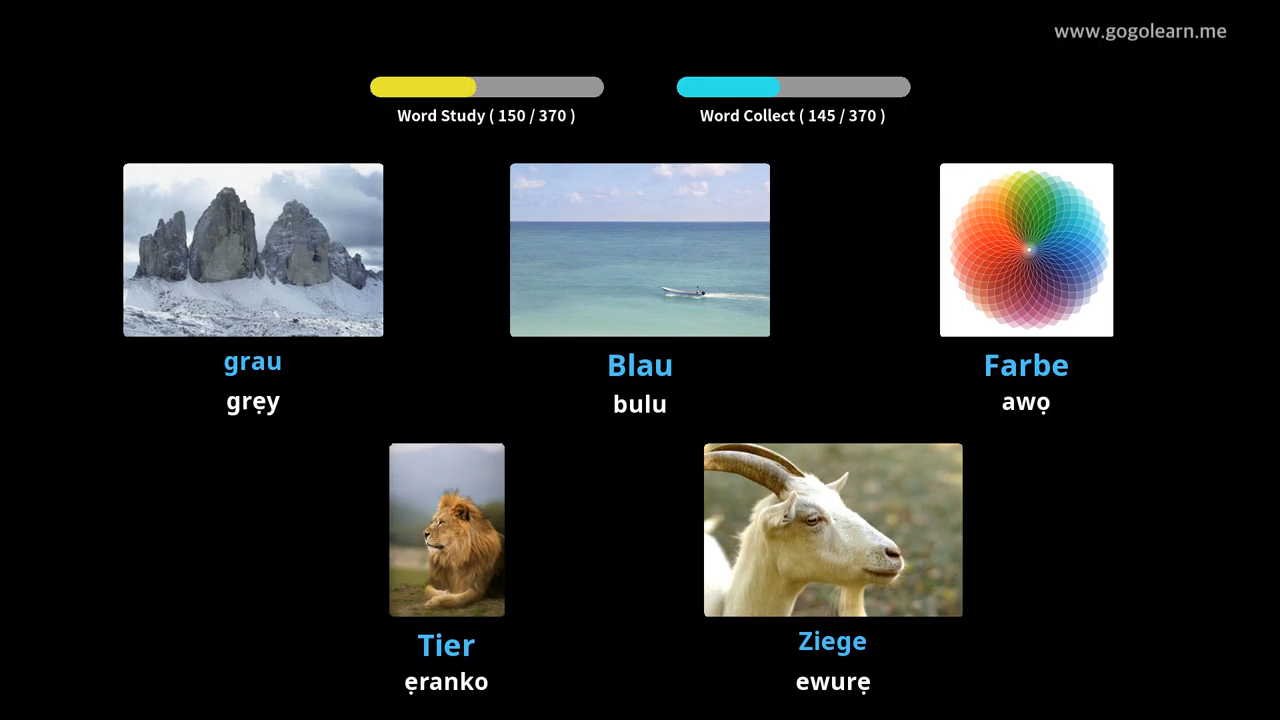 www.gogolearn.me
Word Study ( 150 / 370 )
Word Collect ( 145 / 370 )
grau
Blau
Farbe
grẹy
bulu
awọ
Tier
Ziege
ẹranko
ewurẹ